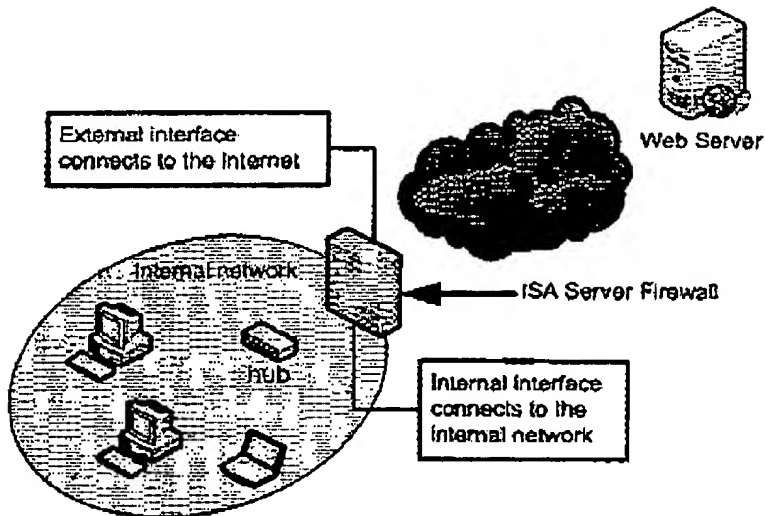 Web Server
External interface
connects to the Internet
Internal network
ISA Server Firewall
hub
Internal interface
connects to the
internal network